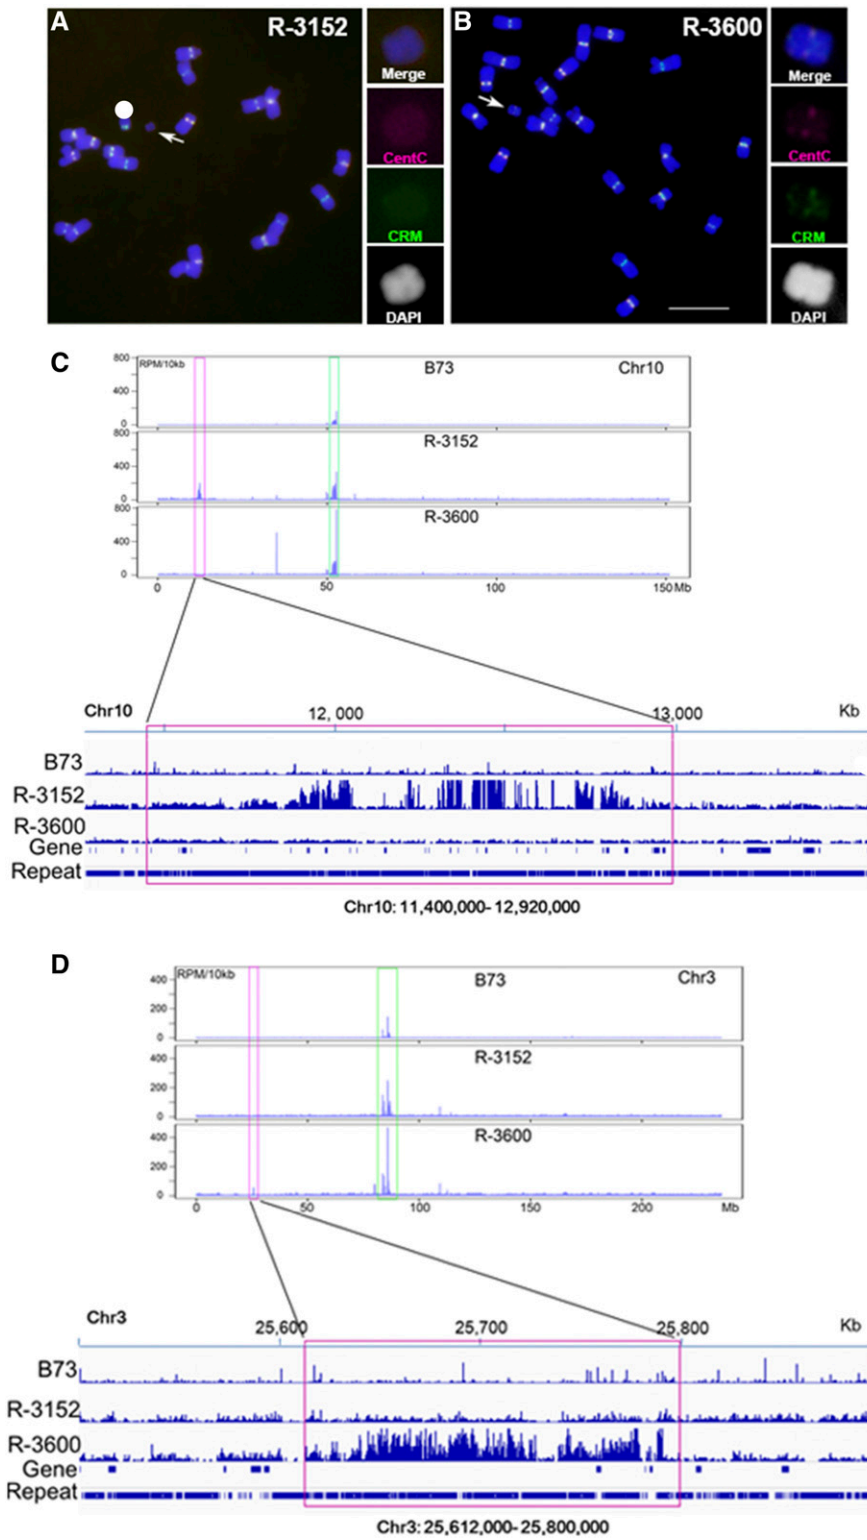 A
R-3152
Merge
CentC
CRM
DAPI
B
R-3600
Merge
CentC
CRM
DAPI
C
RPM/10kb
B73
Chr10
800
400
0
R-3152
800
400
0
R-3600
800
400
0
0
50
100
150 Mb
Chr10
12, 000
13,000
Kb
B73
R-3152
R-3600
Gene
Repeat
Chr10: 11,400,000- 12,920,000
D
RPM/10kb
B73
Chr3
400
200
0
R-3152
400
200
0
R-3600
400
200
0
0
50
100
150
200
Mb
Chr3
25,600
25,700
25,800
Kb
B73
R-3152
R-3600
Gene
Repeat
Chr3: 25,612,000- 25,800,000